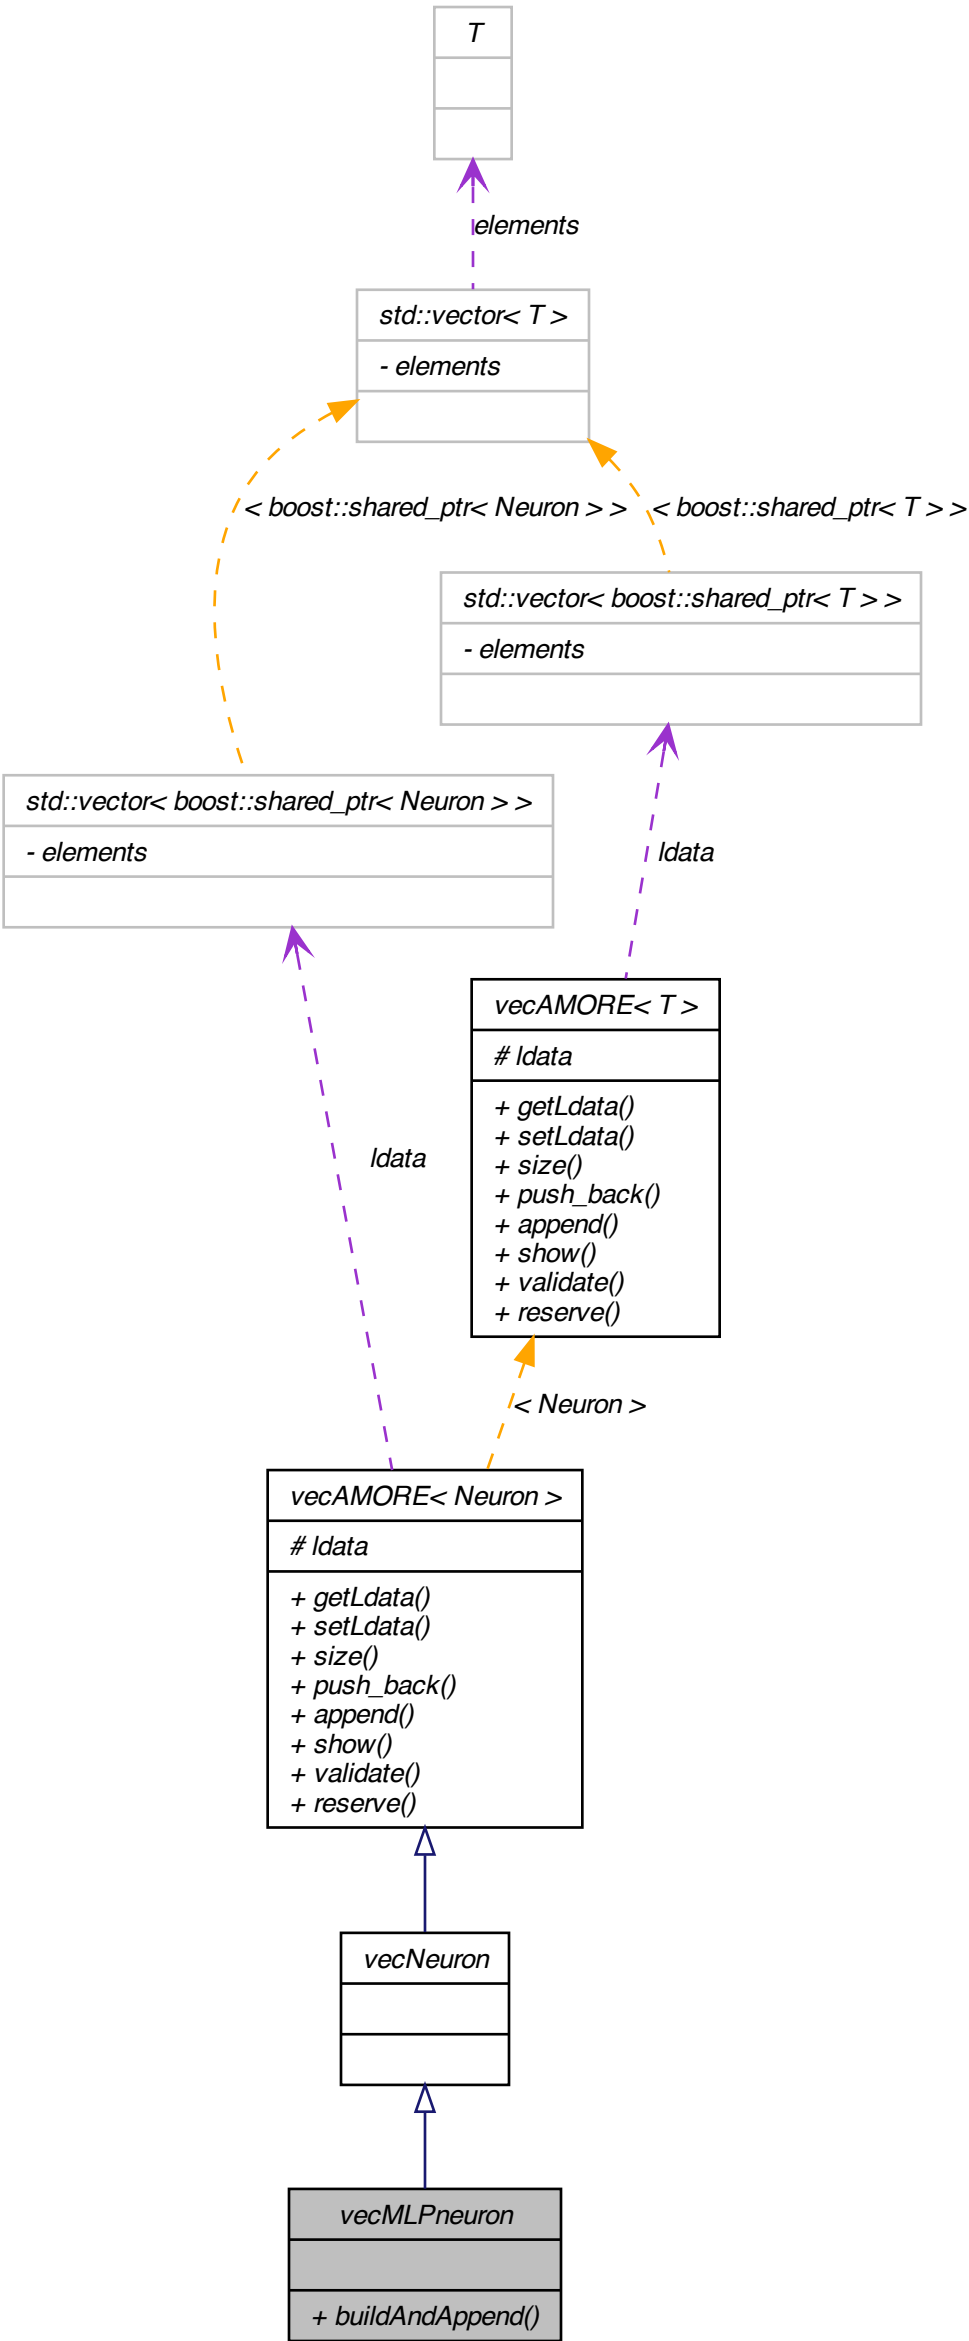 T
elements
std::vector< T >
- elements
< boost::shared_ptr< Neuron > >
< boost::shared_ptr< T > >
std::vector< boost::shared_ptr< T > >
- elements
std::vector< boost::shared_ptr< Neuron > >
- elements
ldata
vecAMORE< T >
# ldata
+ getLdata()
+ setLdata()
+ size()
+ push_back()
+ append()
+ show()
+ validate()
+ reserve()
ldata
< Neuron >
vecAMORE< Neuron >
# ldata
+ getLdata()
+ setLdata()
+ size()
+ push_back()
+ append()
+ show()
+ validate()
+ reserve()
vecNeuron
vecMLPneuron
+ buildAndAppend()